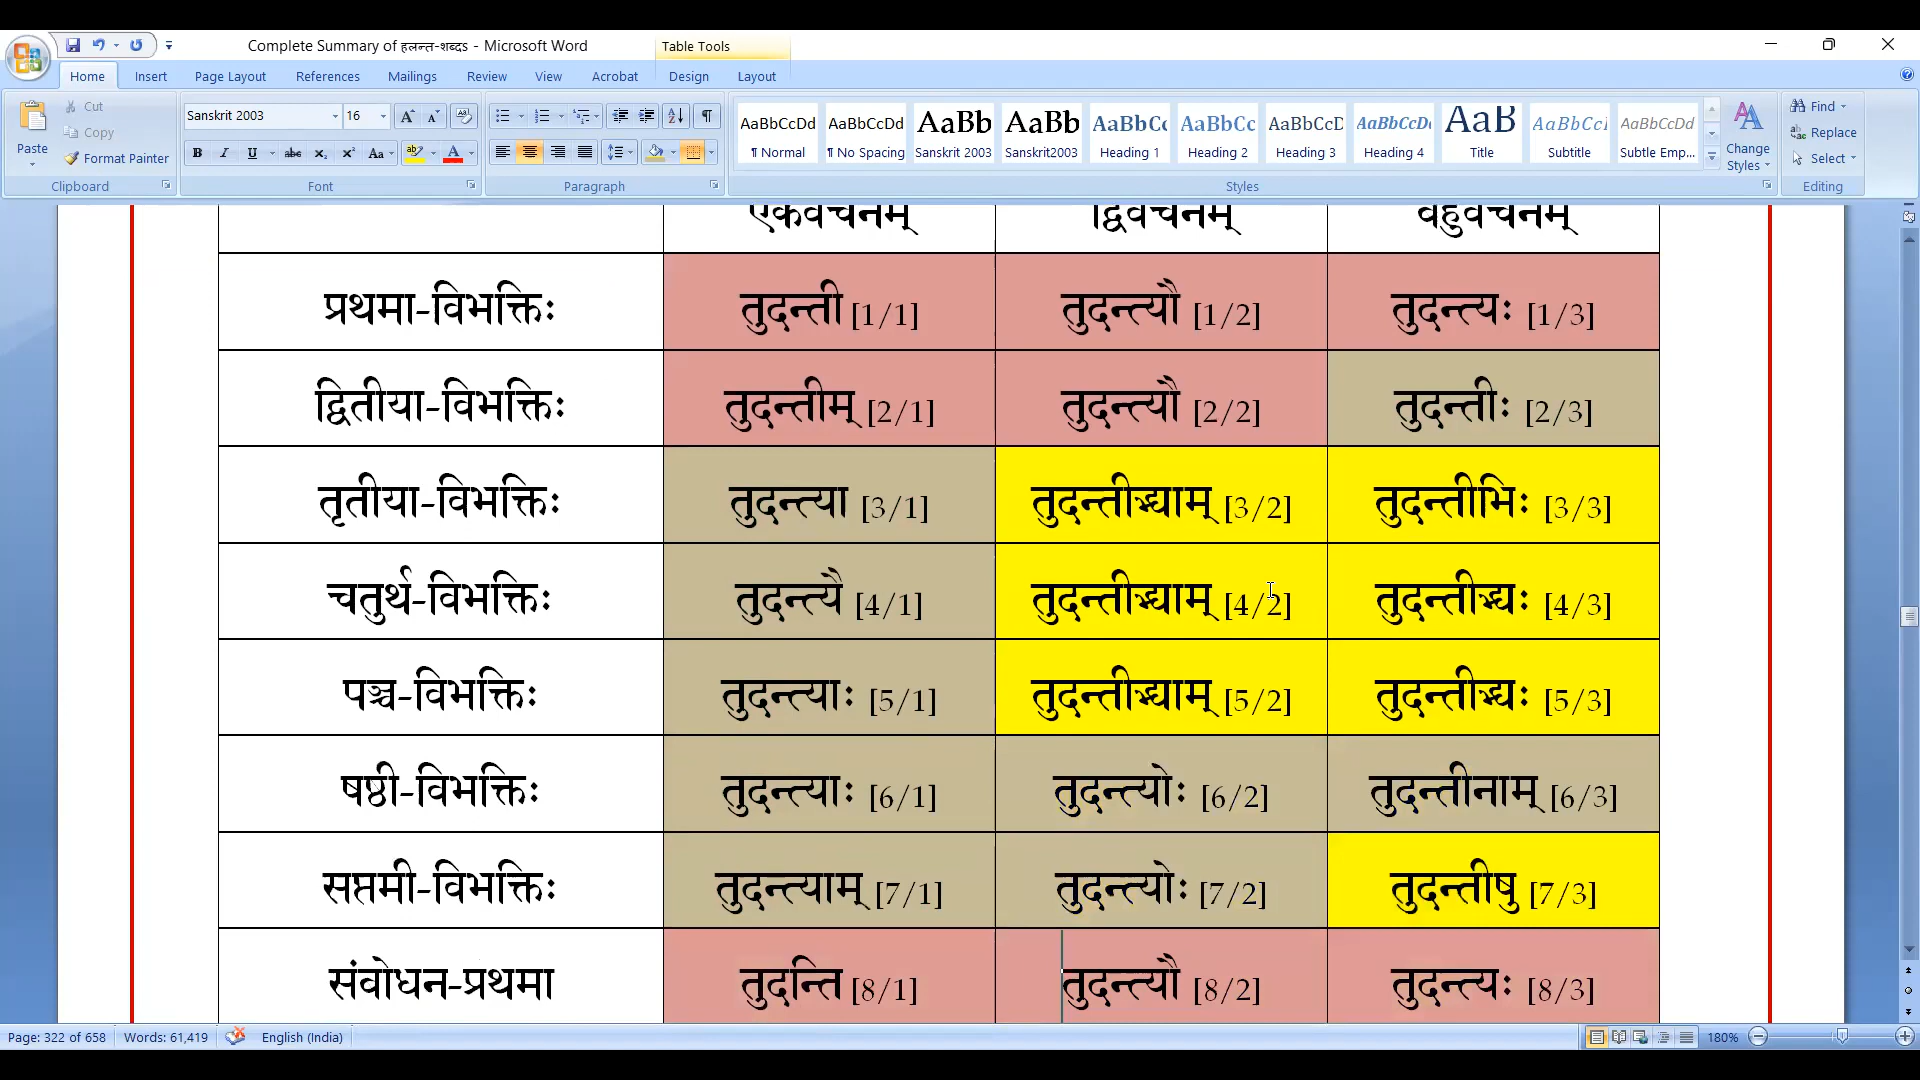 Complete Summary of हलन्त-शब्दs - Microsoft Word
Table Tools
Home Insert Page Layout References Mailings Review View Acrobat Design Layout
Paste Cut Copy Format Painter Clipboard
Sanskrit 2003 16 Font
Paragraph
AaBbCcDd ¶ Normal
AaBbCcDd ¶ No Spacing
AaBb Sanskrit 2003
AaBb Sanskrit2003
AaBbCc Heading 1
AaBbCc Heading 2
AaBbCcD Heading 3
AaBbCcDd Heading 4
AaB Title
AaBbCcI Subtitle
AaBbCcDd Subtle Emp...
Change Styles
Styles
Find Replace Select Editing
एकवचनम् द्विवचनम् बहुवचनम्
प्रथमा-विभक्तिः तुदन्ती [1/1] तुदन्त्यौ [1/2] तुदन्त्यः [1/3]
द्वितीया-विभक्तिः तुदन्तीम् [2/1] तुदन्त्यौ [2/2] तुदन्तीः [2/3]
तृतीया-विभक्तिः तुदन्त्या [3/1] तुदन्तीद्भ्याम् [3/2] तुदन्तीभिः [3/3]
चतुर्थ-विभक्तिः तुदन्त्यै [4/1] तुदन्तीद्भ्याम् [4/2] तुदन्तीद्भ्यः [4/3]
पञ्च-विभक्तिः तुदन्त्याः [5/1] तुदन्तीद्भ्याम् [5/2] तुदन्तीद्भ्यः [5/3]
षष्ठी-विभक्तिः तुदन्त्याः [6/1] तुदन्त्योः [6/2] तुदन्तीनाम् [6/3]
सप्तमी-विभक्तिः तुदन्त्याम् [7/1] तुदन्त्योः [7/2] तुदन्तीषु [7/3]
संबोधन-प्रथमा तुदन्ति [8/1] तुदन्त्यौ [8/2] तुदन्त्यः [8/3]
Page: 322 of 658 Words: 61,419 English (India) 180%